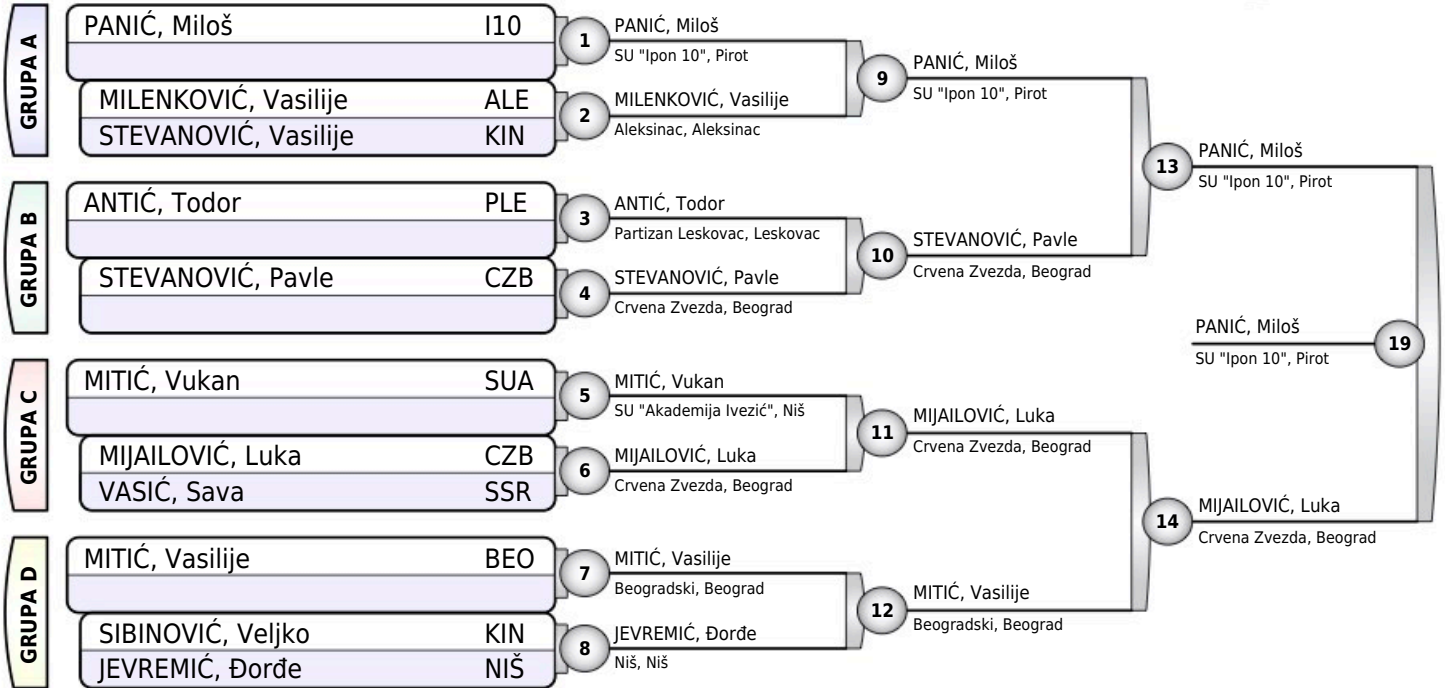 GRUPA A
PANIĆ, Miloš I10
MILENKOVIĆ, Vasilije ALE
STEVANOVIĆ, Vasilije KIN
GRUPA B
ANTIĆ, Todor PLE
STEVANOVIĆ, Pavle CZB
GRUPA C
MITIĆ, Vukan SUA
MIJAILOVIĆ, Luka CZB
VASIĆ, Sava SSR
GRUPA D
MITIĆ, Vasilije BEO
SIBINOVIĆ, Veljko KIN
JEVREMIĆ, Đorđe NIŠ
1
PANIĆ, Miloš
SU "Ipon 10", Pirot
2
MILENKOVIĆ, Vasilije
Aleksinac, Aleksinac
3
ANTIĆ, Todor
Partizan Leskovac, Leskovac
4
STEVANOVIĆ, Pavle
Crvena Zvezda, Beograd
5
MITIĆ, Vukan
SU "Akademija Ivezić", Niš
6
MIJAILOVIĆ, Luka
Crvena Zvezda, Beograd
7
MITIĆ, Vasilije
Beogradski, Beograd
8
JEVREMIĆ, Đorđe
Niš, Niš
9
PANIĆ, Miloš
SU "Ipon 10", Pirot
10
STEVANOVIĆ, Pavle
Crvena Zvezda, Beograd
11
MIJAILOVIĆ, Luka
Crvena Zvezda, Beograd
12
MITIĆ, Vasilije
Beogradski, Beograd
13
PANIĆ, Miloš
SU "Ipon 10", Pirot
14
MIJAILOVIĆ, Luka
Crvena Zvezda, Beograd
PANIĆ, Miloš
SU "Ipon 10", Pirot
19